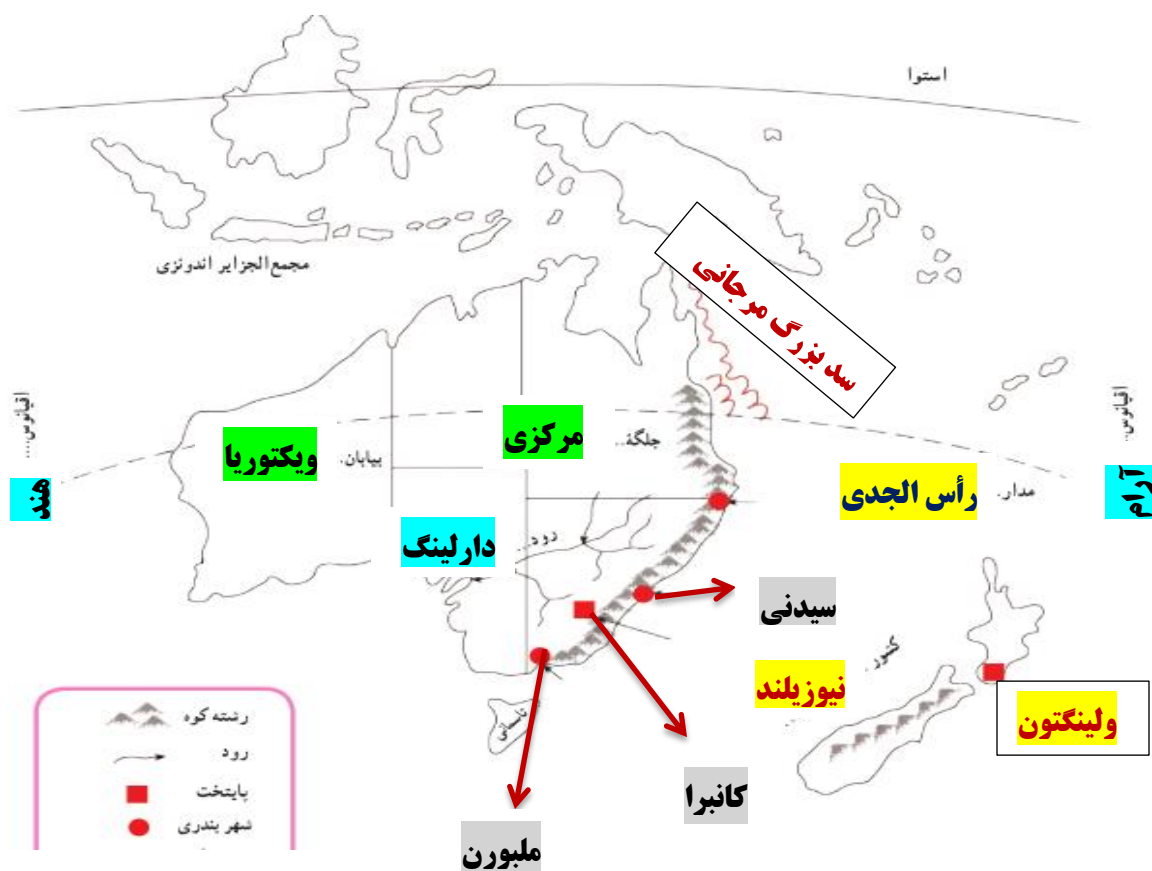 استوا
مجمع‌الجزایر اندونزی
سد بزرگ مرجانی
اقیانوس....
هند
ویکتوریا
بیابان.
مرکزی
جلگهٔ..
رأس الجدی
مدار.
اقیانوس..
آرام
دارلینگ
رود...
سیدنی
کشور..
نیوزیلند
ولینگتون
کانبرا
ملبورن
رشته کوه
رود
پایتخت
شهر بندری